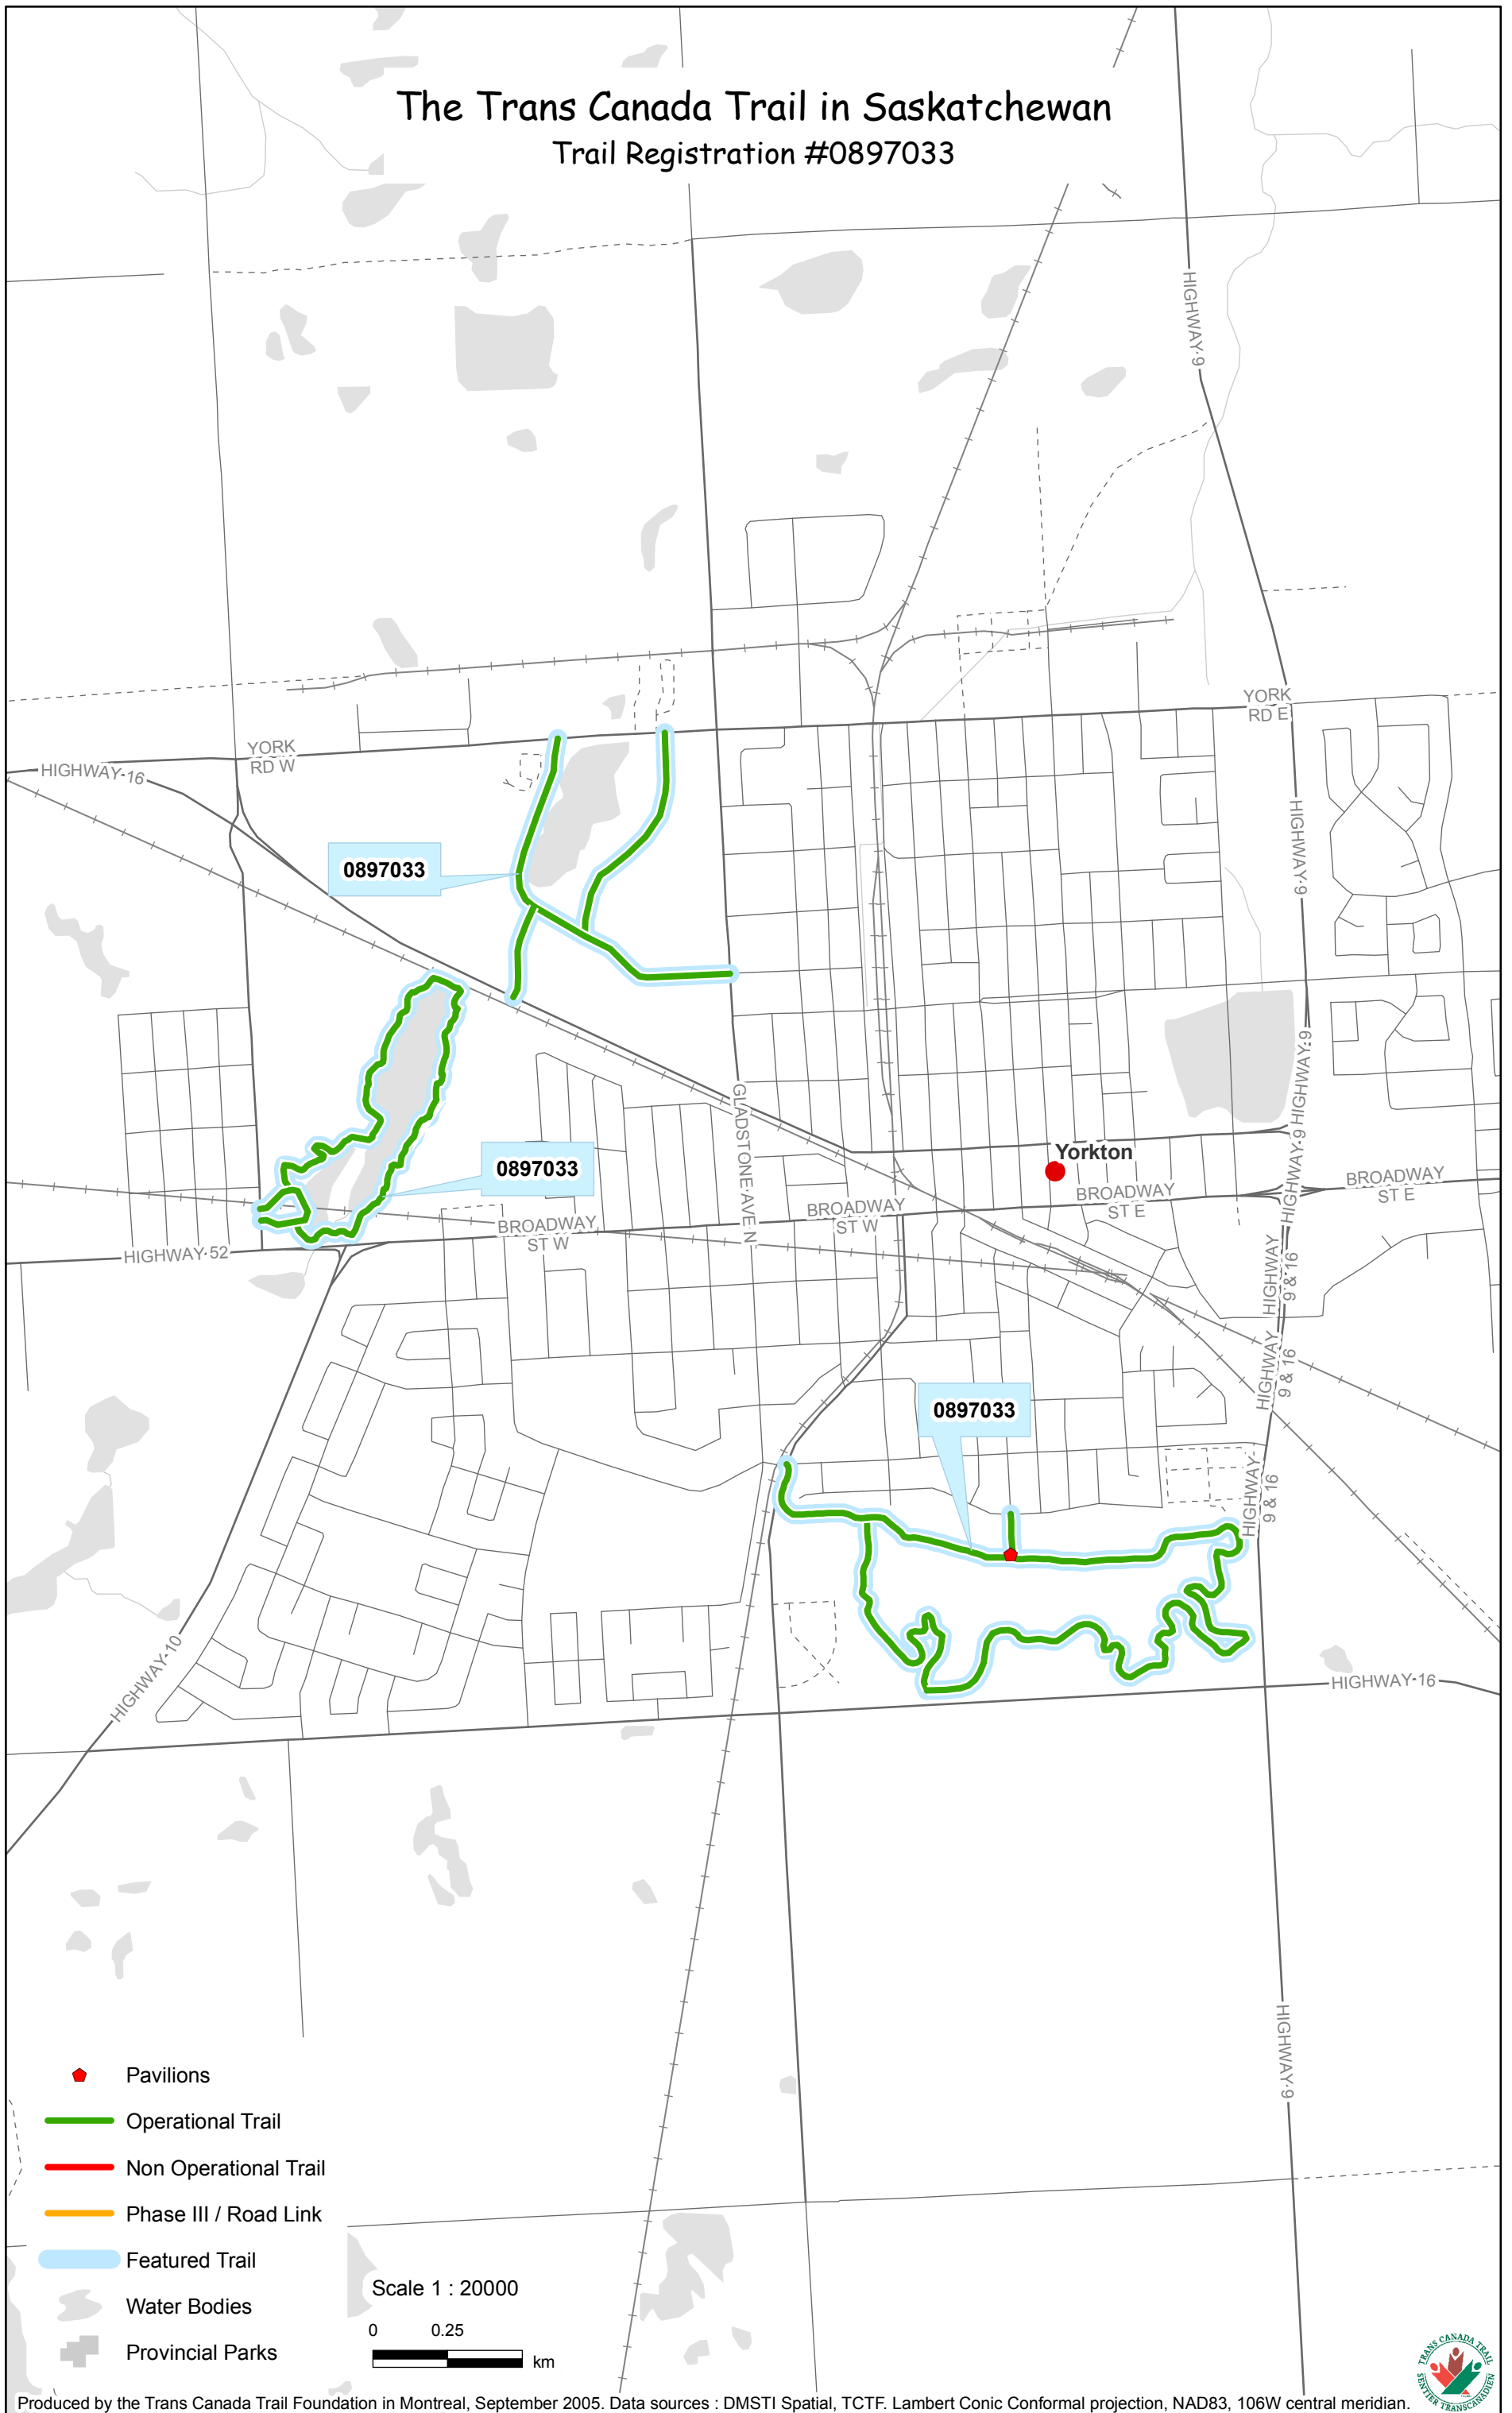 The Trans Canada Trail in Saskatchewan
Trail Registration #0897033
HIGHWAY 9
YORK
RD E
YORK
RD W
HIGHWAY 16
HIGHWAY 9
0897033
HIGHWAY 9
GLADSTONE AVE N
HIGHWAY 9
Yorkton
0897033
BROADWAY
ST E
BROADWAY
ST E
HIGHWAY 9
BROADWAY
ST W
BROADWAY
ST W
HIGHWAY 52
HIGHWAY
9 & 16
HIGHWAY
9 & 16
0897033
HIGHWAY
9 & 16
HIGHWAY 10
HIGHWAY 16
HIGHWAY 9
Pavilions
Operational Trail
Non Operational Trail
Phase III / Road Link
Featured Trail
Water Bodies
Provincial Parks
Scale 1 : 20000
0 0.25
km
TRANS CANADA TRAIL
SENTIER TRANSCANADIEN
Produced by the Trans Canada Trail Foundation in Montreal, September 2005. Data sources : DMSTI Spatial, TCTF. Lambert Conic Conformal projection, NAD83, 106W central meridian.